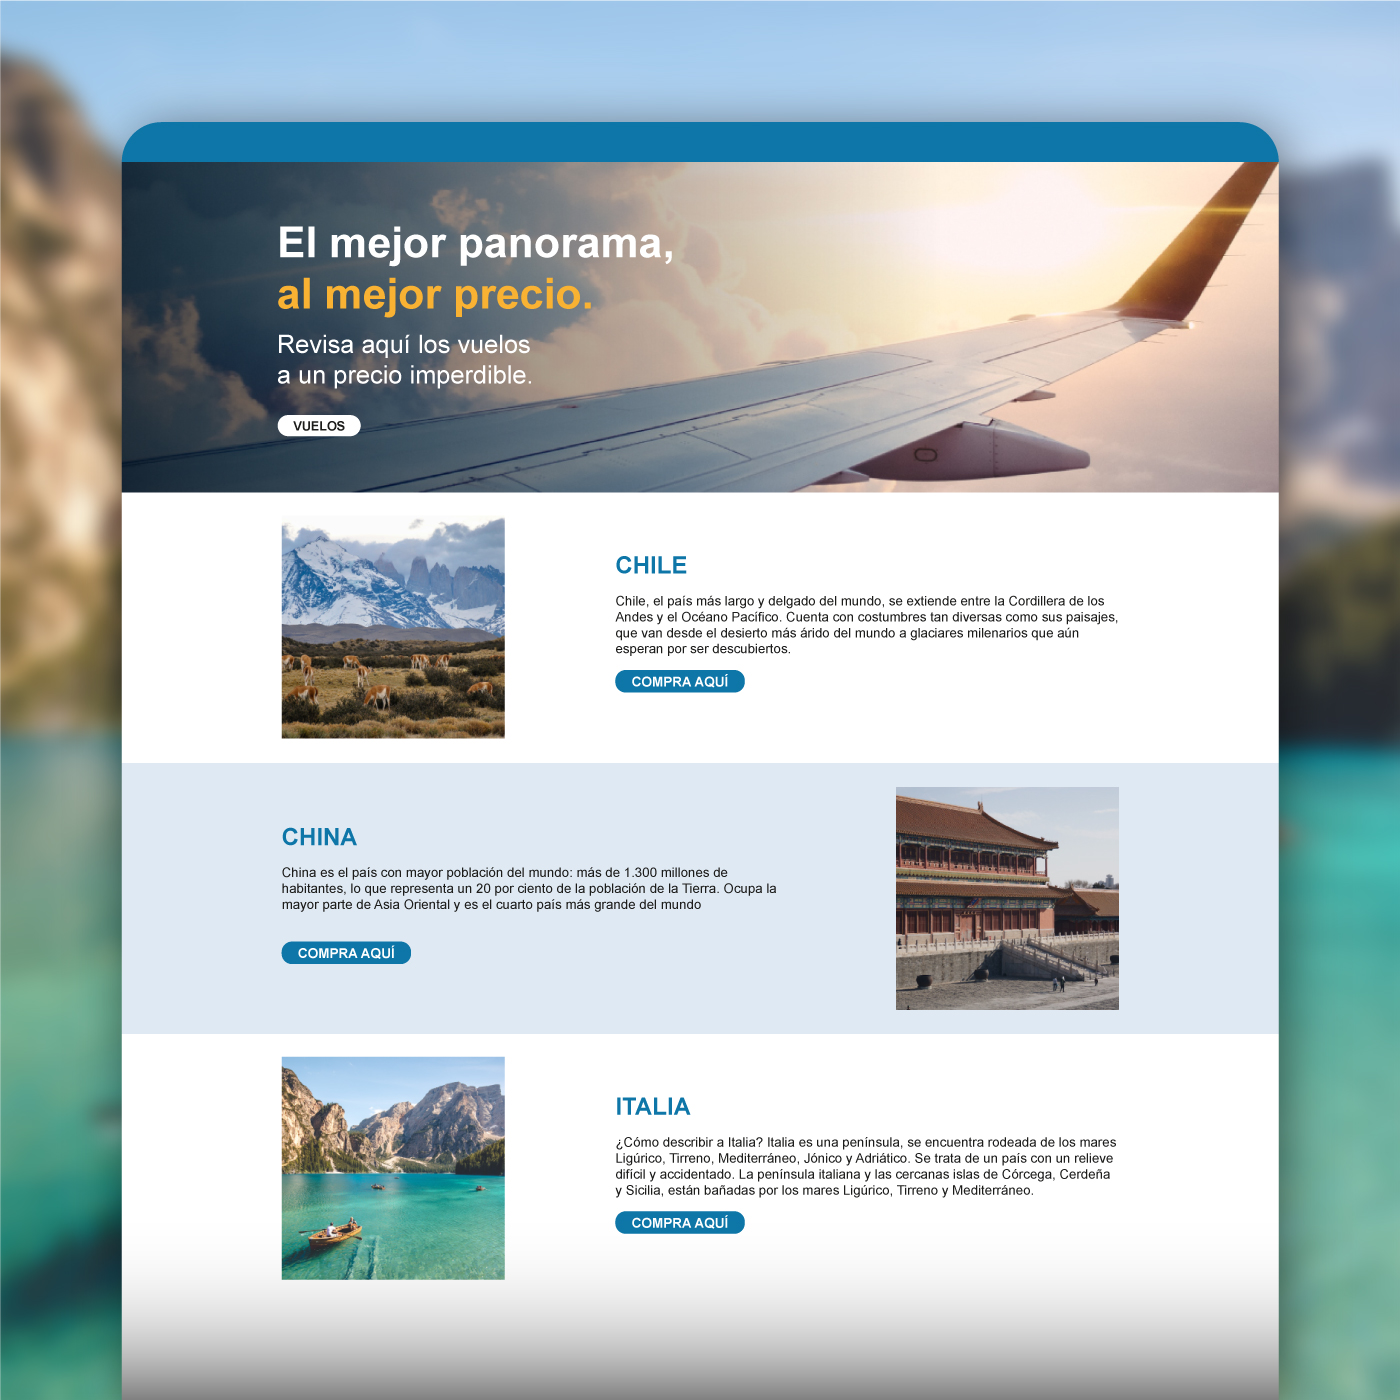 El mejor panorama,
al mejor precio.
Revisa aquí los vuelos
a un precio imperdible.
VUELOS
CHILE
Chile, el país más largo y delgado del mundo, se extiende entre la Cordillera de los
Andes y el Océano Pacífico. Cuenta con costumbres tan diversas como sus paisajes,
que van desde el desierto más árido del mundo a glaciares milenarios que aún
esperan por ser descubiertos.
COMPRA AQUÍ
CHINA
China es el país con mayor población del mundo: más de 1.300 millones de
habitantes, lo que representa un 20 por ciento de la población de la Tierra. Ocupa la
mayor parte de Asia Oriental y es el cuarto país más grande del mundo
COMPRA AQUÍ
ITALIA
¿Cómo describir a Italia? Italia es una península, se encuentra rodeada de los mares
Ligúrico, Tirreno, Mediterráneo, Jónico y Adriático. Se trata de un país con un relieve
difícil y accidentado. La península italiana y las cercanas islas de Córcega, Cerdeña
y Sicilia, están bañadas por los mares Ligúrico, Tirreno y Mediterráneo.
COMPRA AQUÍ